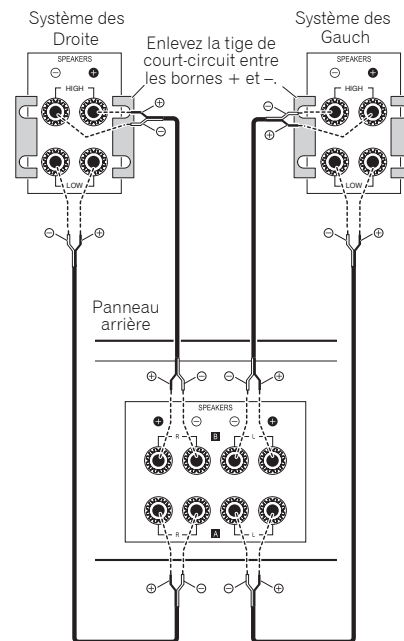 Système des
Droite
Système des
Gauch
Enlevez la tige de
court-circuit entre
les bornes + et –.
SPEAKERS
⊖ ⊕
HIGH
LOW
⊕
⊖
⊖ ⊕
SPEAKERS
⊖ ⊕
HIGH
LOW
⊖
⊕
⊖ ⊕
Panneau
arrière
⊕ ⊖ ⊖ ⊕
SPEAKERS
⊕ ⊖ ⊖ ⊕
R B L
R A L
⊕ ⊖ ⊖ ⊕